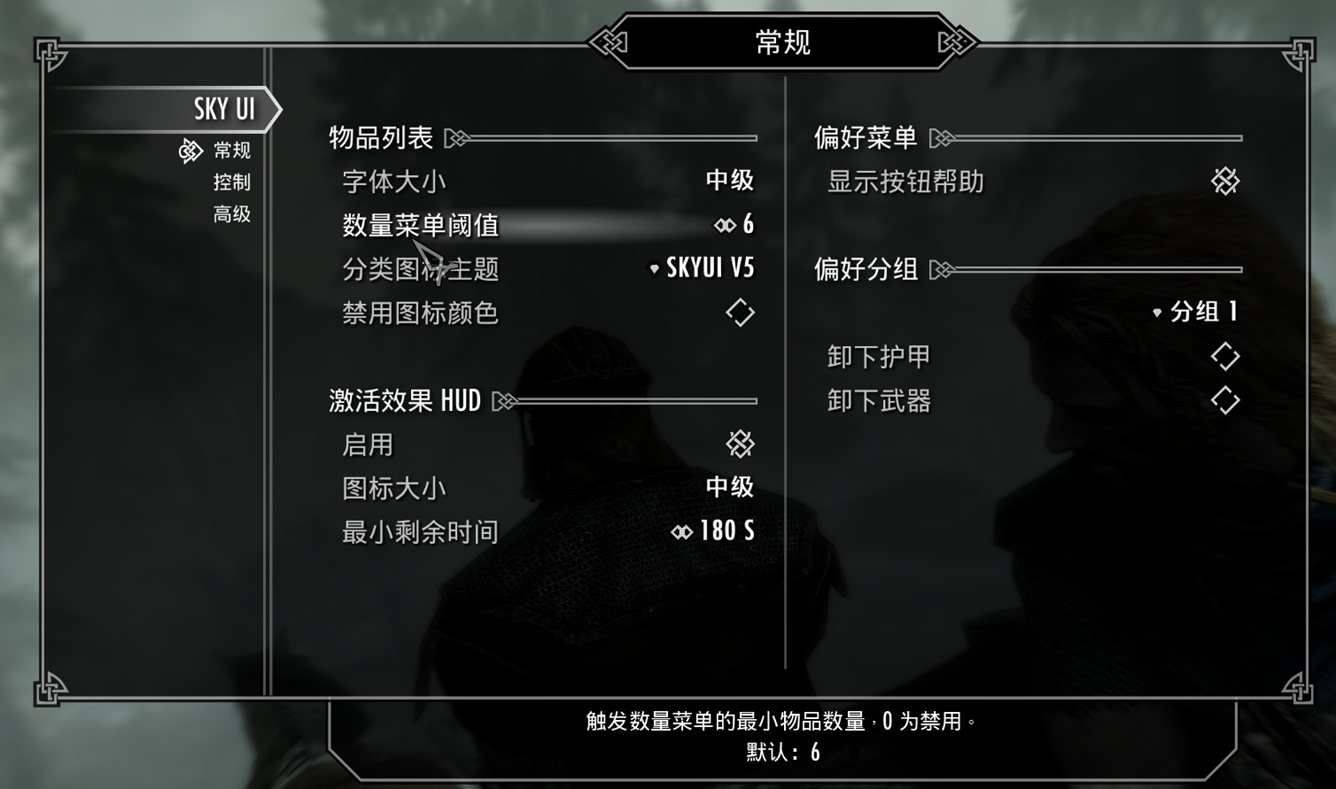 常规
SKY UI
常规
控制
高级
物品列表
字体大小 中级
数量菜单阈值 6
分类图标主题 SKYUI V5
禁用图标颜色
激活效果 HUD
启用
图标大小 中级
最小剩余时间 180 S
偏好菜单
显示按钮帮助
偏好分组
分组 1
卸下护甲
卸下武器
触发数量菜单的最小物品数量，0 为禁用。
默认：6